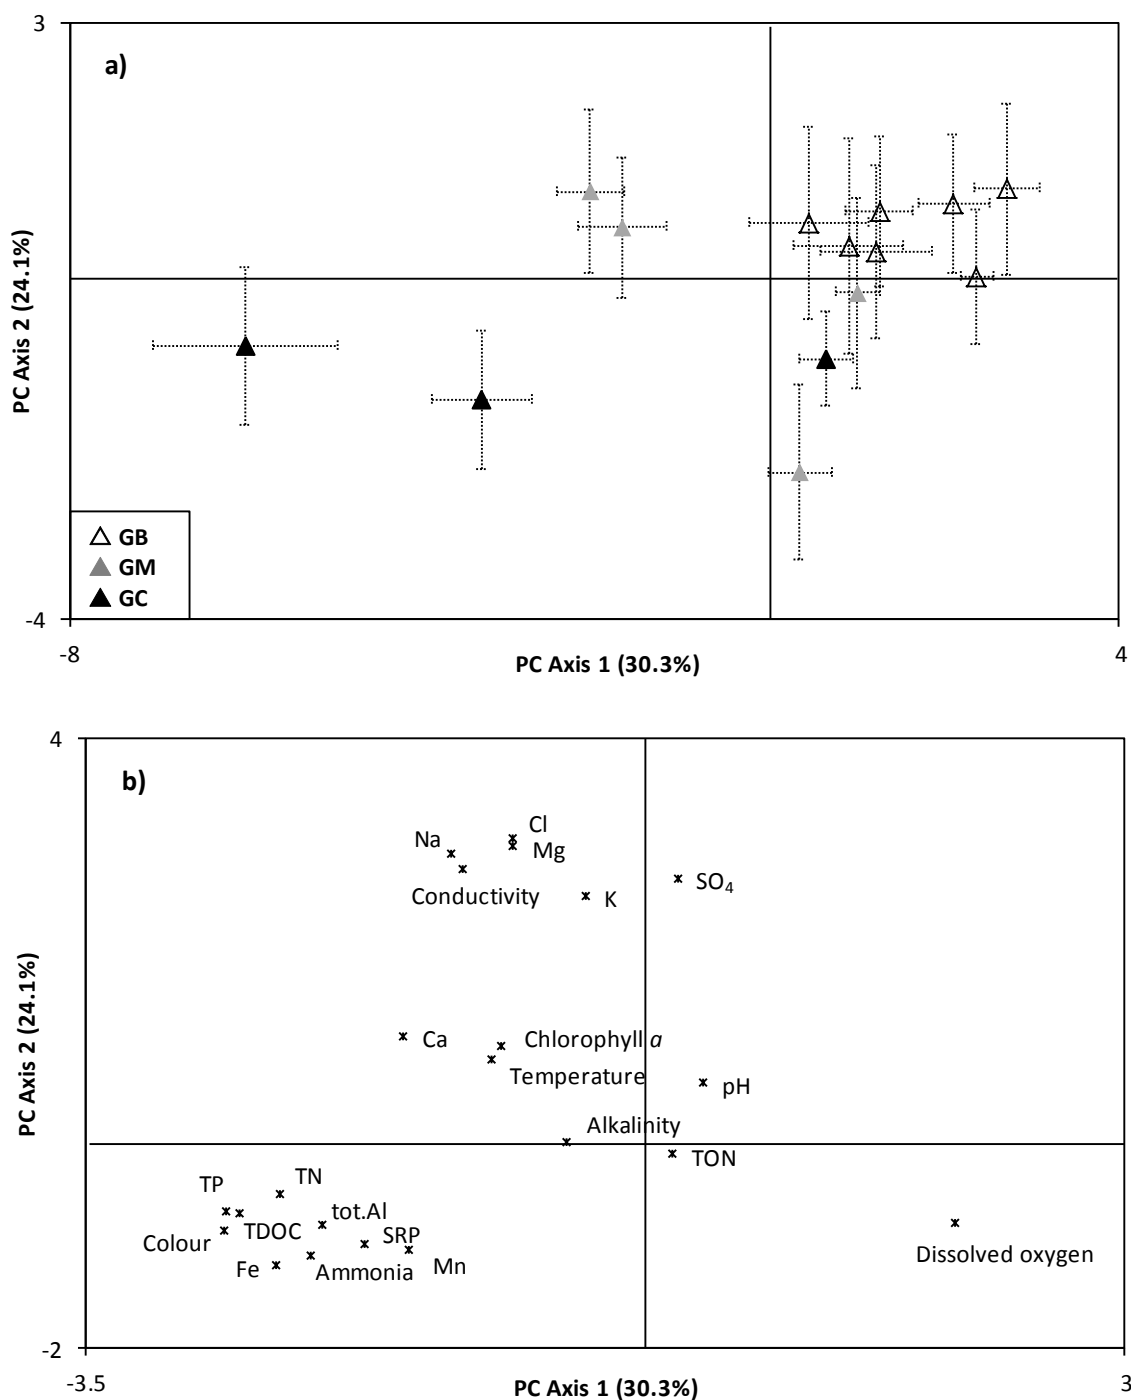 3
a)
PC Axis 2 (24.1%)
GB
GM
GC
-4
-8
4
PC Axis 1 (30.3%)
4
b)
Cl
Na
Mg
SO₄
Conductivity
K
PC Axis 2 (24.1%)
Ca
Chlorophyll a
Temperature
pH
Alkalinity
TON
TN
TP
tot.Al
TDOC
Colour
SRP
Dissolved oxygen
Fe
Ammonia
Mn
-2
-3.5
3
PC Axis 1 (30.3%)